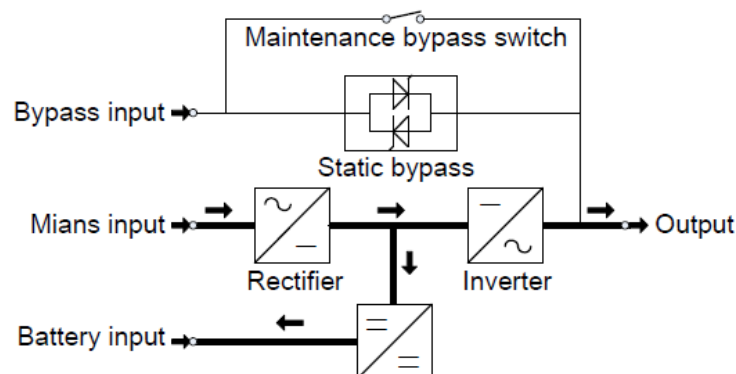 Maintenance bypass switch
Bypass input
Static bypass
Mians input
Output
Rectifier
Inverter
Battery input